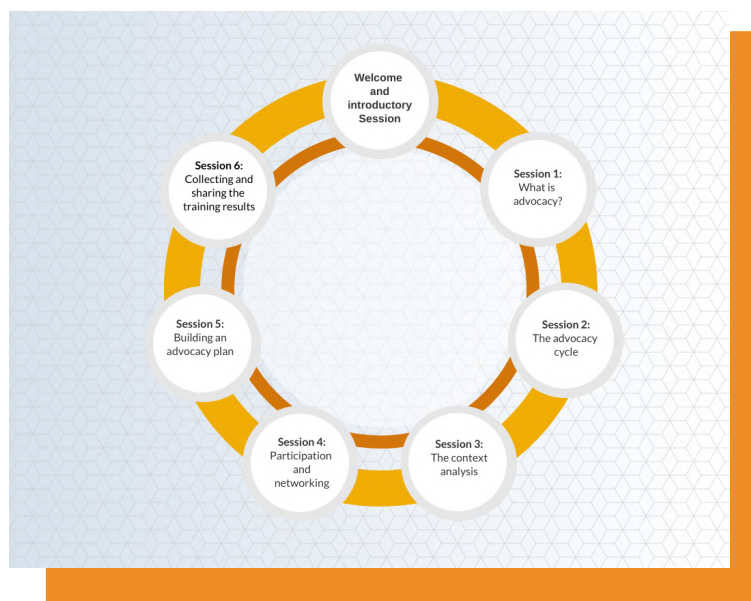 Welcome
and
introductory
Session
Session 1:
What is
advocacy?
Session 2:
The advocacy
cycle
Session 3:
The context
analysis
Session 4:
Participation
and
networking
Session 5:
Building an
advocacy plan
Session 6:
Collecting and
sharing the
training results